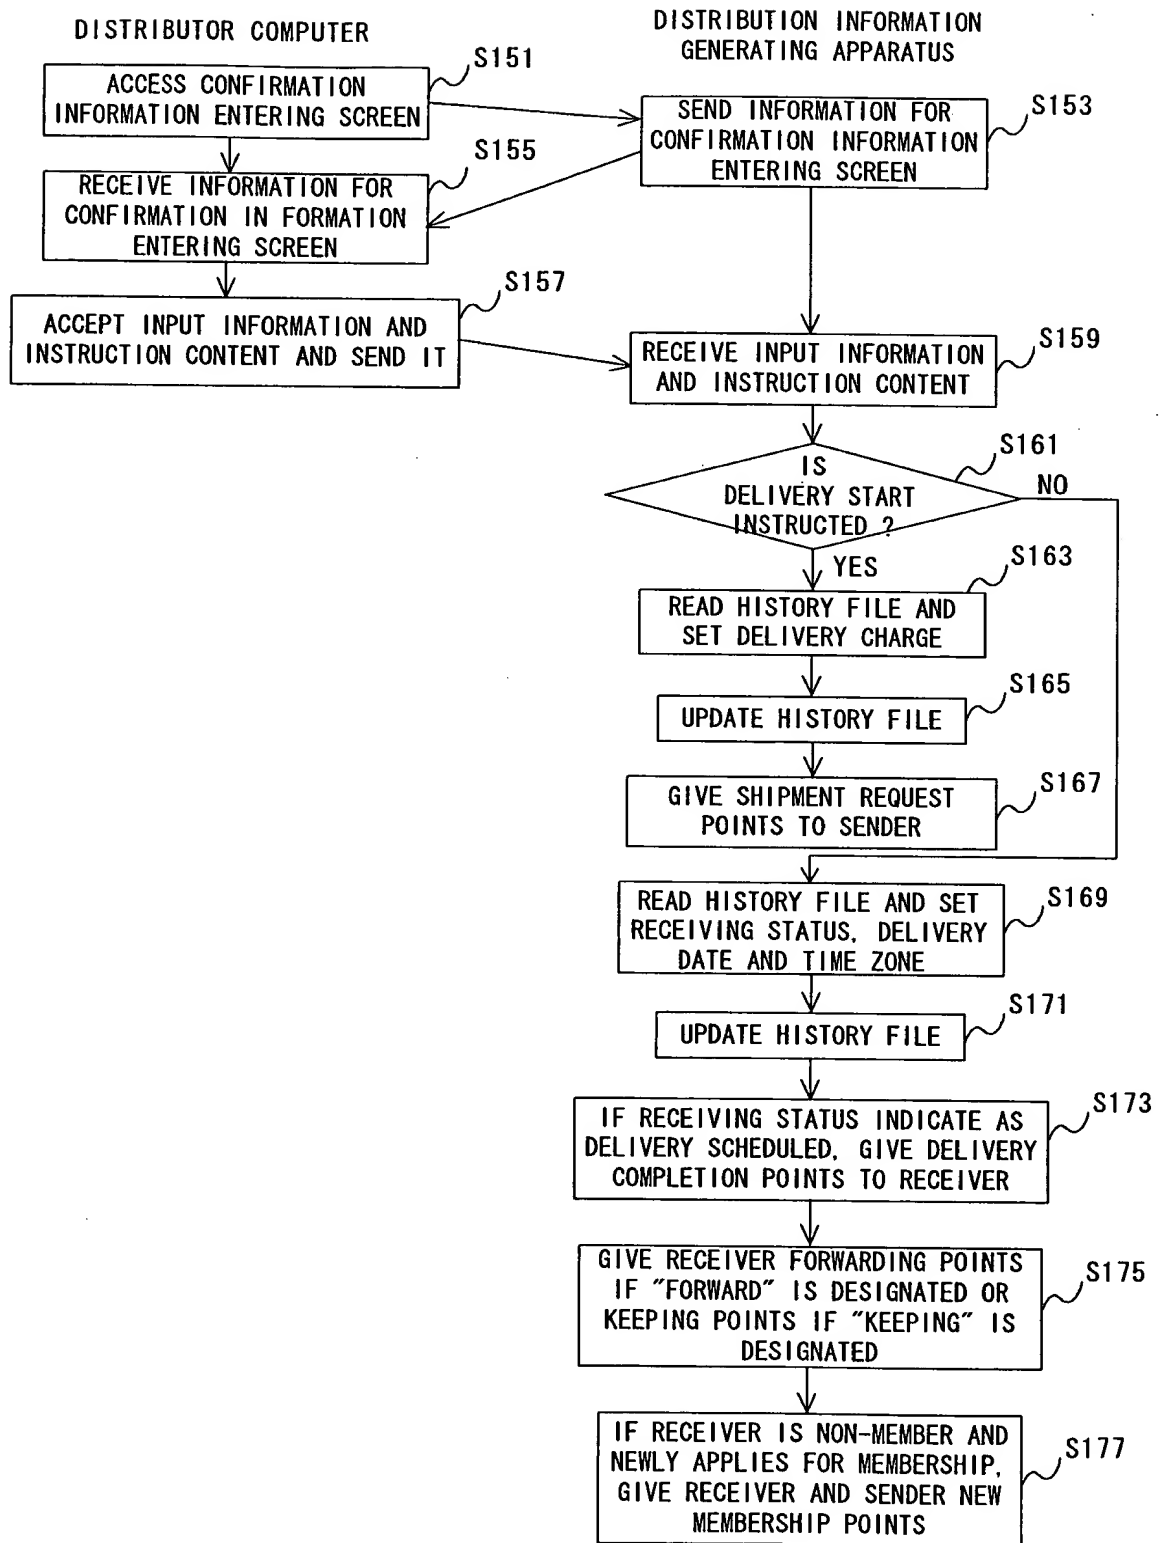 DISTRIBUTOR COMPUTER
DISTRIBUTION INFORMATION
GENERATING APPARATUS
S151
ACCESS CONFIRMATION
INFORMATION ENTERING SCREEN
S153
SEND INFORMATION FOR
CONFIRMATION INFORMATION
ENTERING SCREEN
S155
RECEIVE INFORMATION FOR
CONFIRMATION IN FORMATION
ENTERING SCREEN
S157
ACCEPT INPUT INFORMATION AND
INSTRUCTION CONTENT AND SEND IT
S159
RECEIVE INPUT INFORMATION
AND INSTRUCTION CONTENT
S161
IS
DELIVERY START
INSTRUCTED ?
NO
YES
S163
READ HISTORY FILE AND
SET DELIVERY CHARGE
S165
UPDATE HISTORY FILE
S167
GIVE SHIPMENT REQUEST
POINTS TO SENDER
S169
READ HISTORY FILE AND SET
RECEIVING STATUS, DELIVERY
DATE AND TIME ZONE
S171
UPDATE HISTORY FILE
S173
IF RECEIVING STATUS INDICATE AS
DELIVERY SCHEDULED, GIVE DELIVERY
COMPLETION POINTS TO RECEIVER
S175
GIVE RECEIVER FORWARDING POINTS
IF "FORWARD" IS DESIGNATED OR
KEEPING POINTS IF "KEEPING" IS
DESIGNATED
S177
IF RECEIVER IS NON-MEMBER AND
NEWLY APPLIES FOR MEMBERSHIP,
GIVE RECEIVER AND SENDER NEW
MEMBERSHIP POINTS